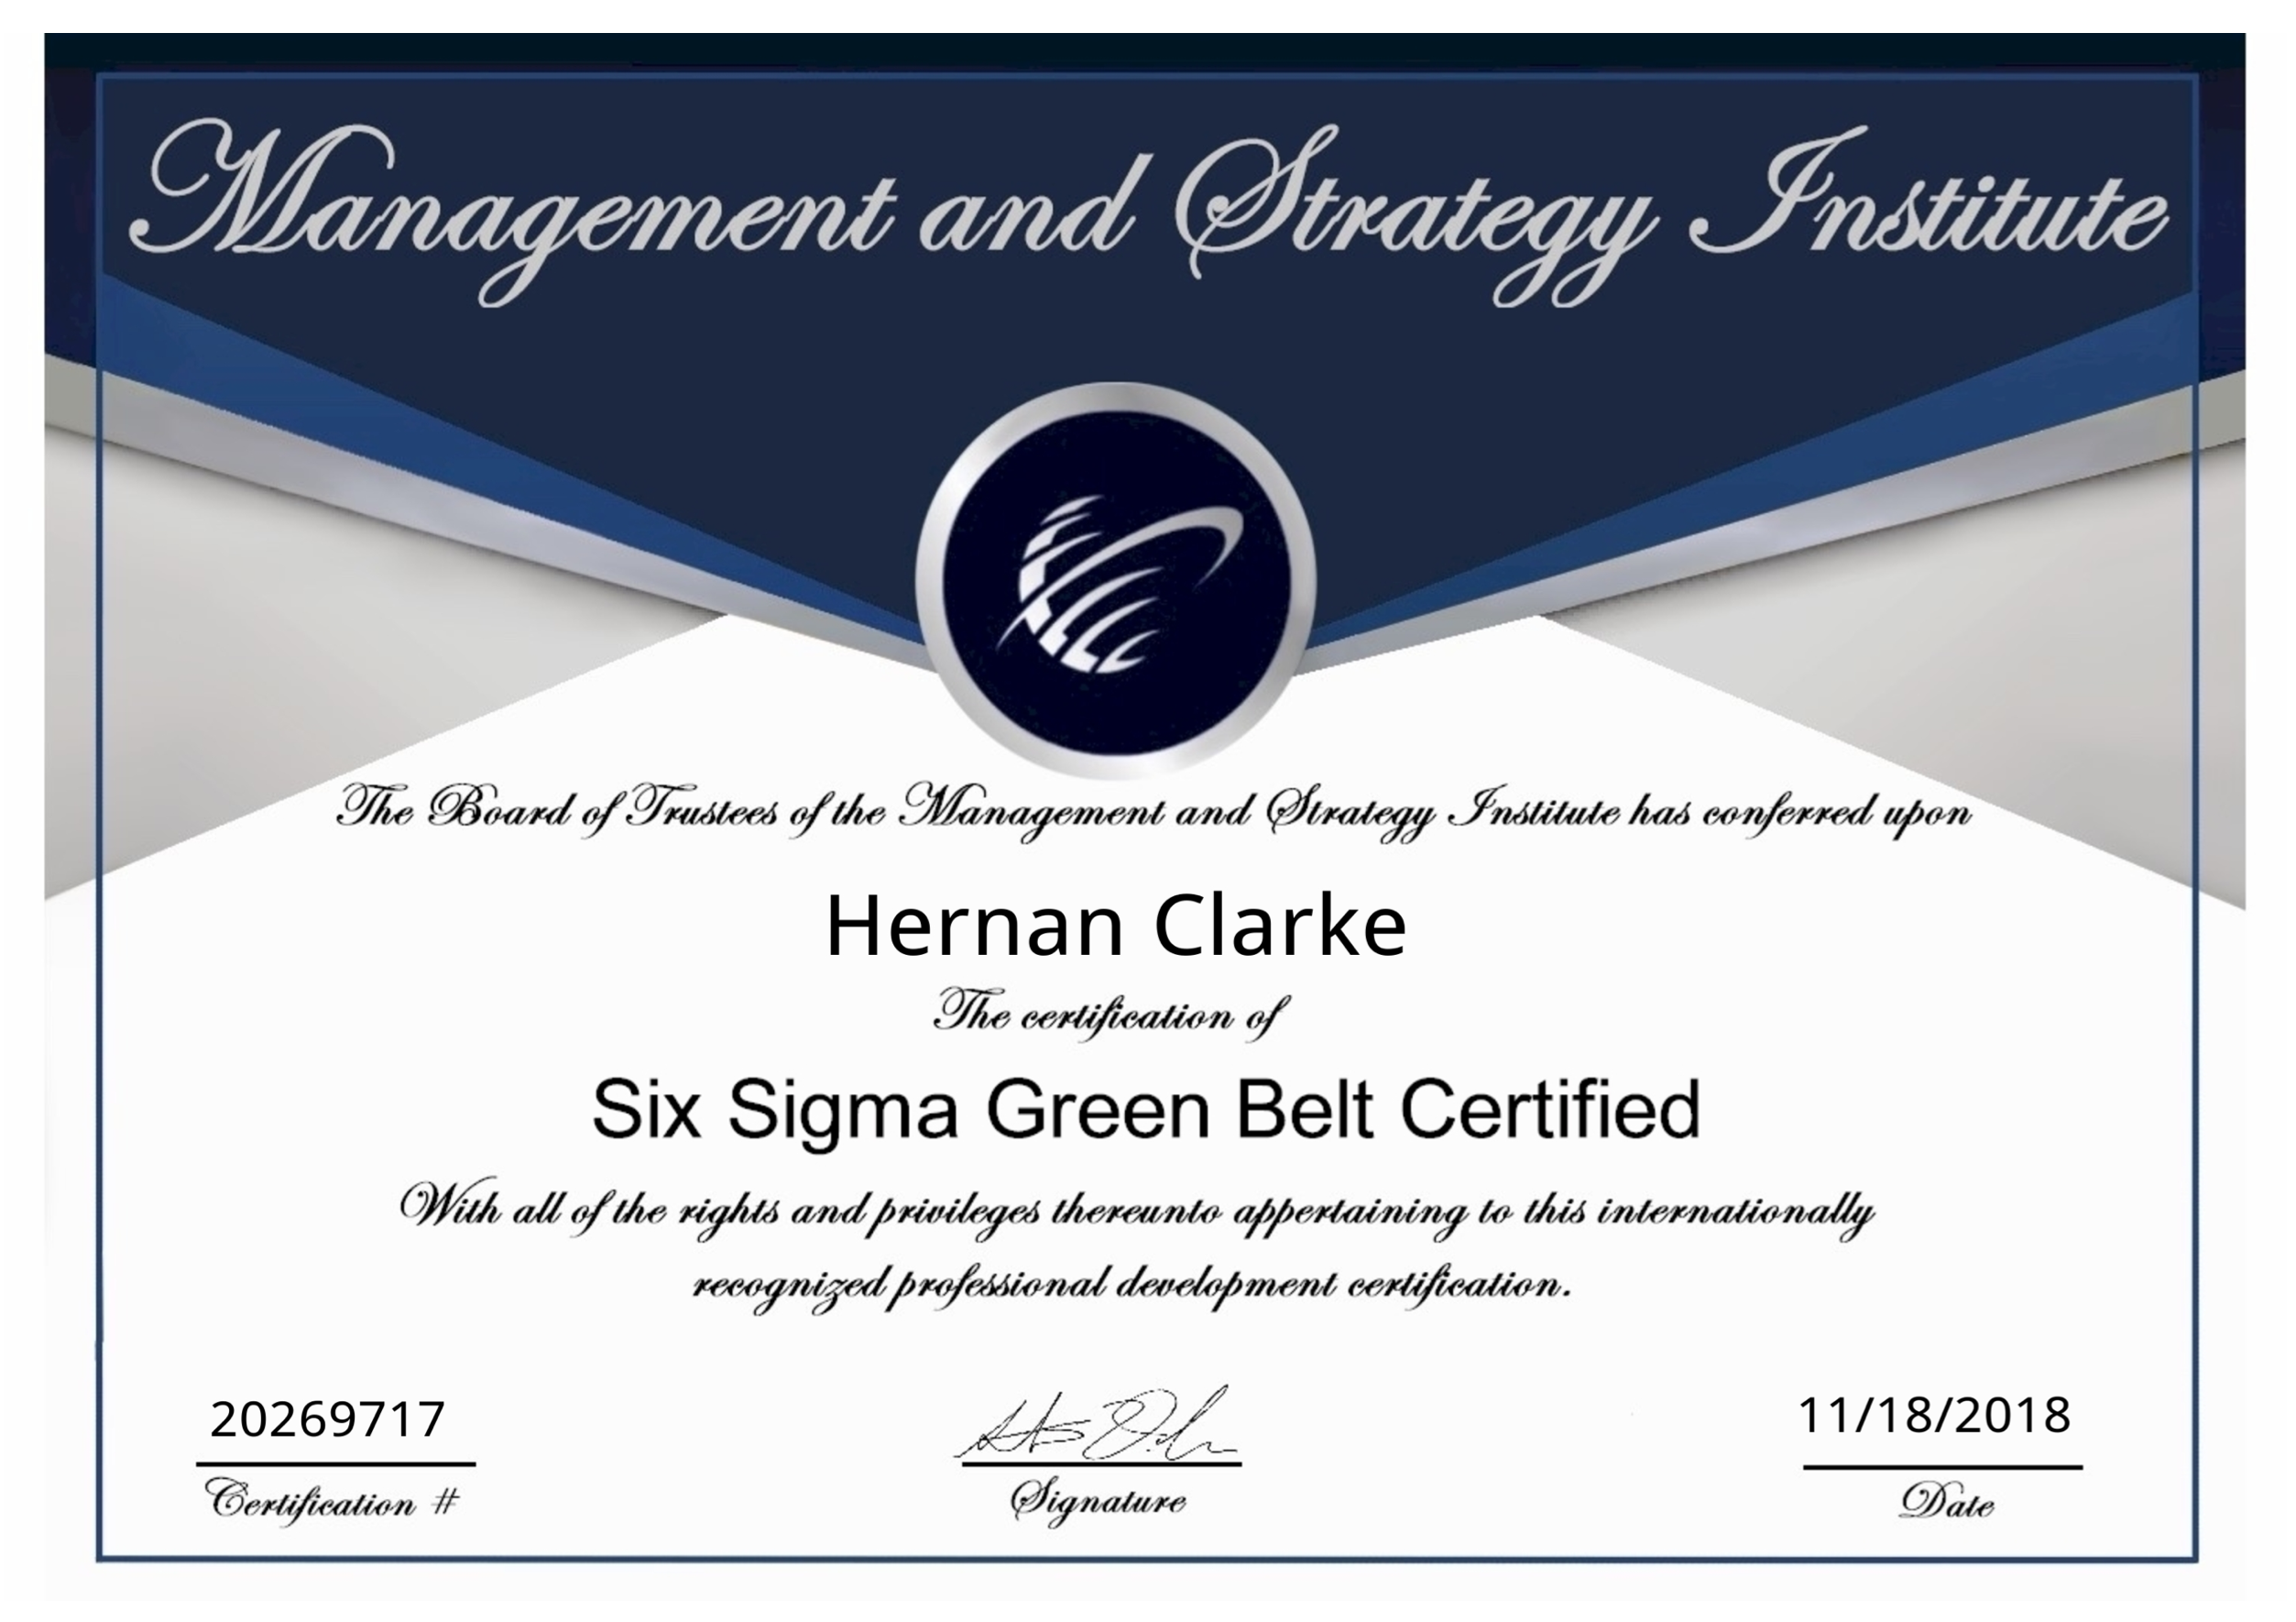 Management and Strategy Institute
The Board of Trustees of the Management and Strategy Institute has conferred upon
Hernan Clarke
The certification of
Six Sigma Green Belt Certified
With all of the rights and privileges thereunto appertaining to this internationally
recognized professional development certification.
20269717
11/18/2018
Certification #
Signature
Date